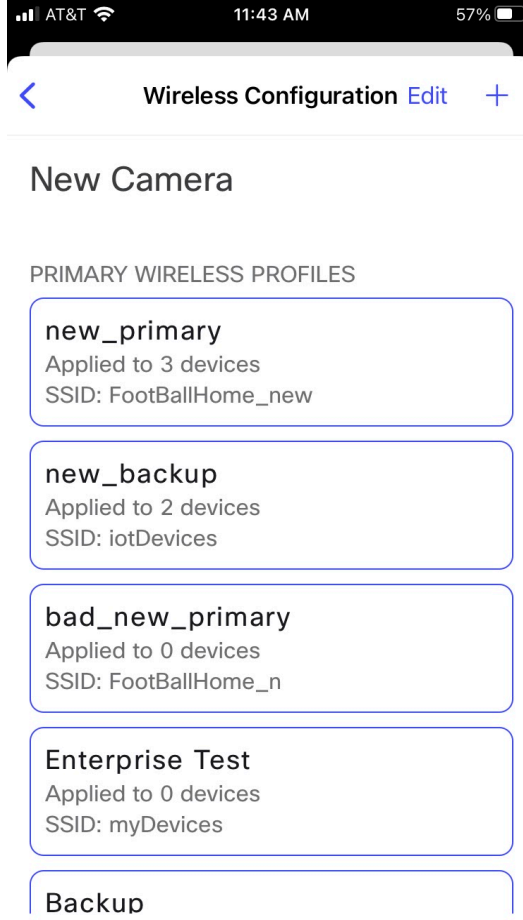 AT&T 11:43 AM 57%
Wireless Configuration Edit +
New Camera
PRIMARY WIRELESS PROFILES
new_primary
Applied to 3 devices
SSID: FootBallHome_new
new_backup
Applied to 2 devices
SSID: iotDevices
bad_new_primary
Applied to 0 devices
SSID: FootBallHome_n
Enterprise Test
Applied to 0 devices
SSID: myDevices
Backup